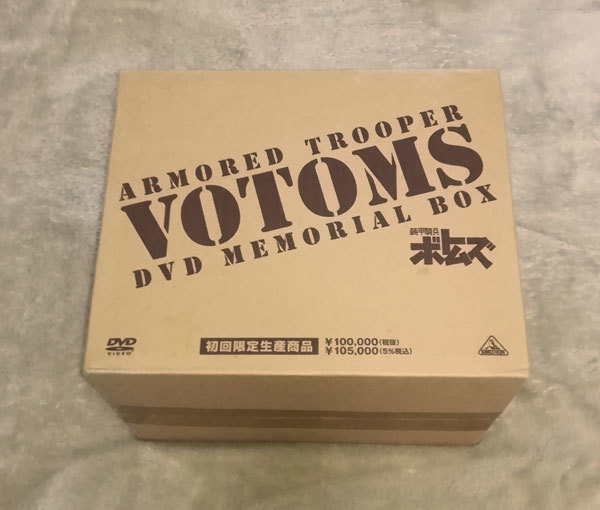 ARMORED TROOPER
VOTOMS
DVD MEMORIAL BOX
装甲騎兵
ボトムズ
DVD
VIDEO
初回限定生産商品
¥100,000(税抜)
¥105,000(5%税込)